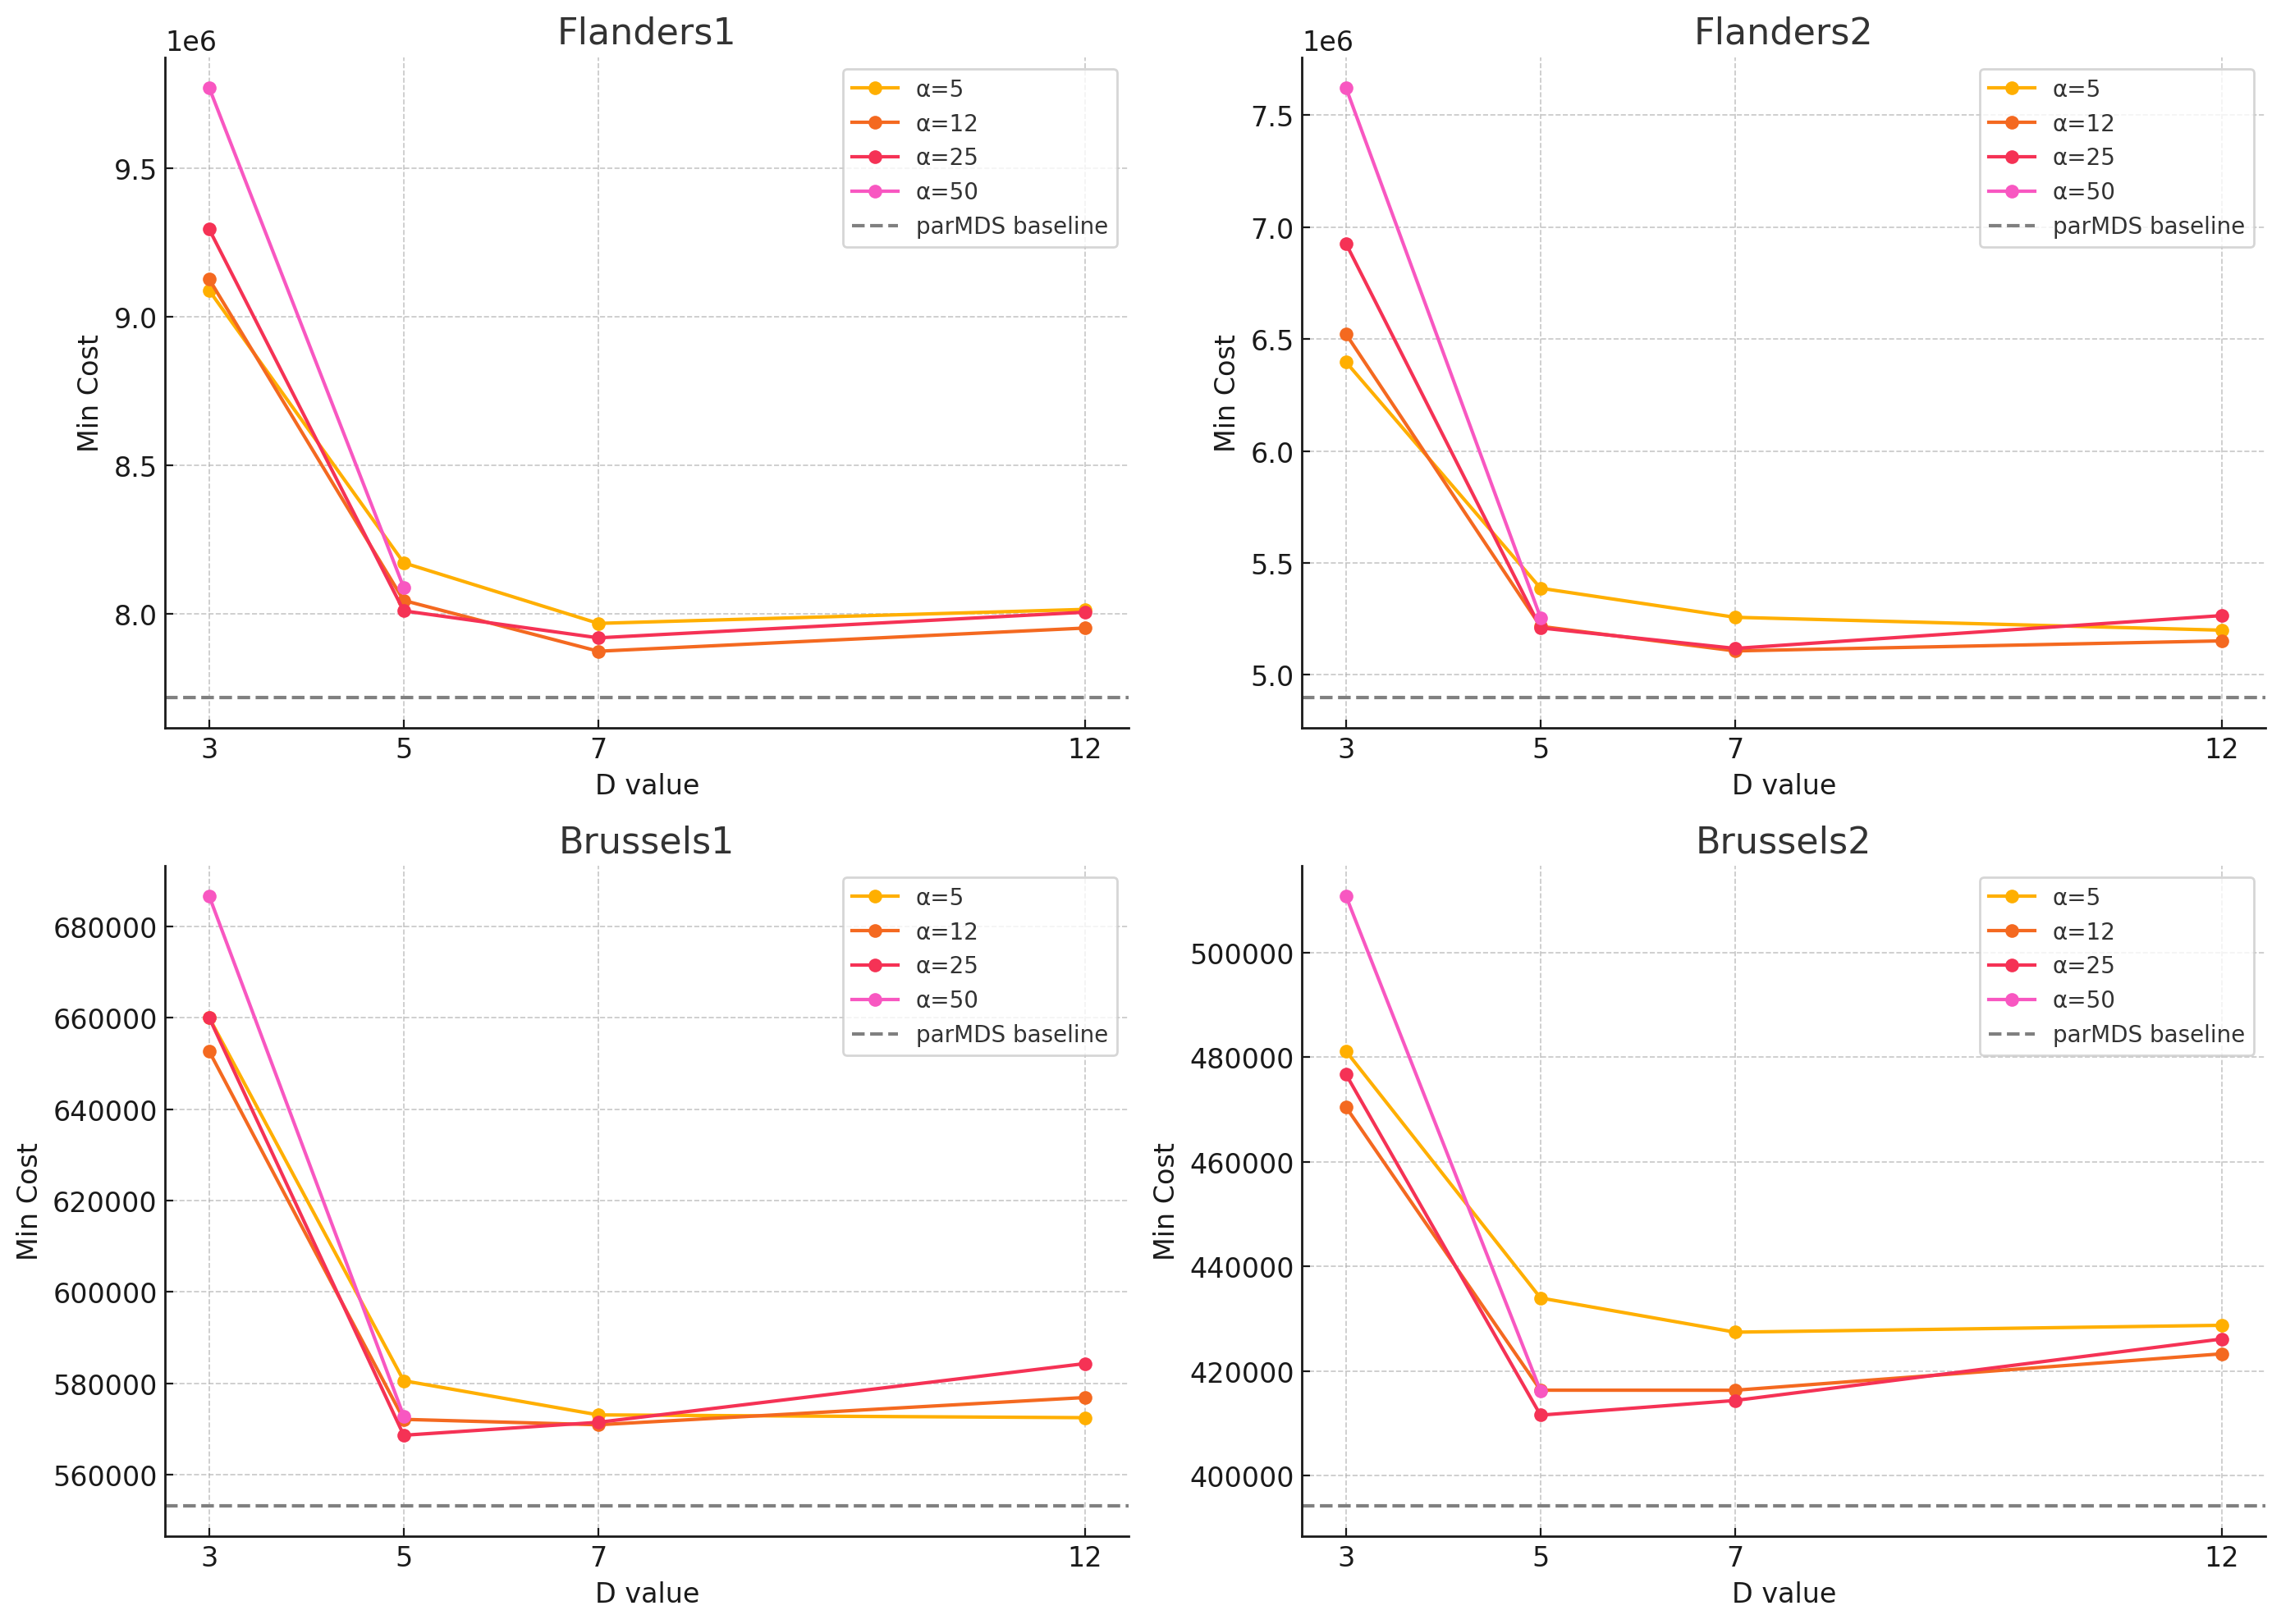 Flanders1
1e6
9.5
9.0
8.5
8.0
Min Cost
3 5 7 12
D value
α=5
α=12
α=25
α=50
parMDS baseline
Flanders2
1e6
7.5
7.0
6.5
6.0
5.5
5.0
Min Cost
3 5 7 12
D value
α=5
α=12
α=25
α=50
parMDS baseline
Brussels1
680000
660000
640000
620000
600000
580000
560000
Min Cost
3 5 7 12
D value
α=5
α=12
α=25
α=50
parMDS baseline
Brussels2
500000
480000
460000
440000
420000
400000
Min Cost
3 5 7 12
D value
α=5
α=12
α=25
α=50
parMDS baseline